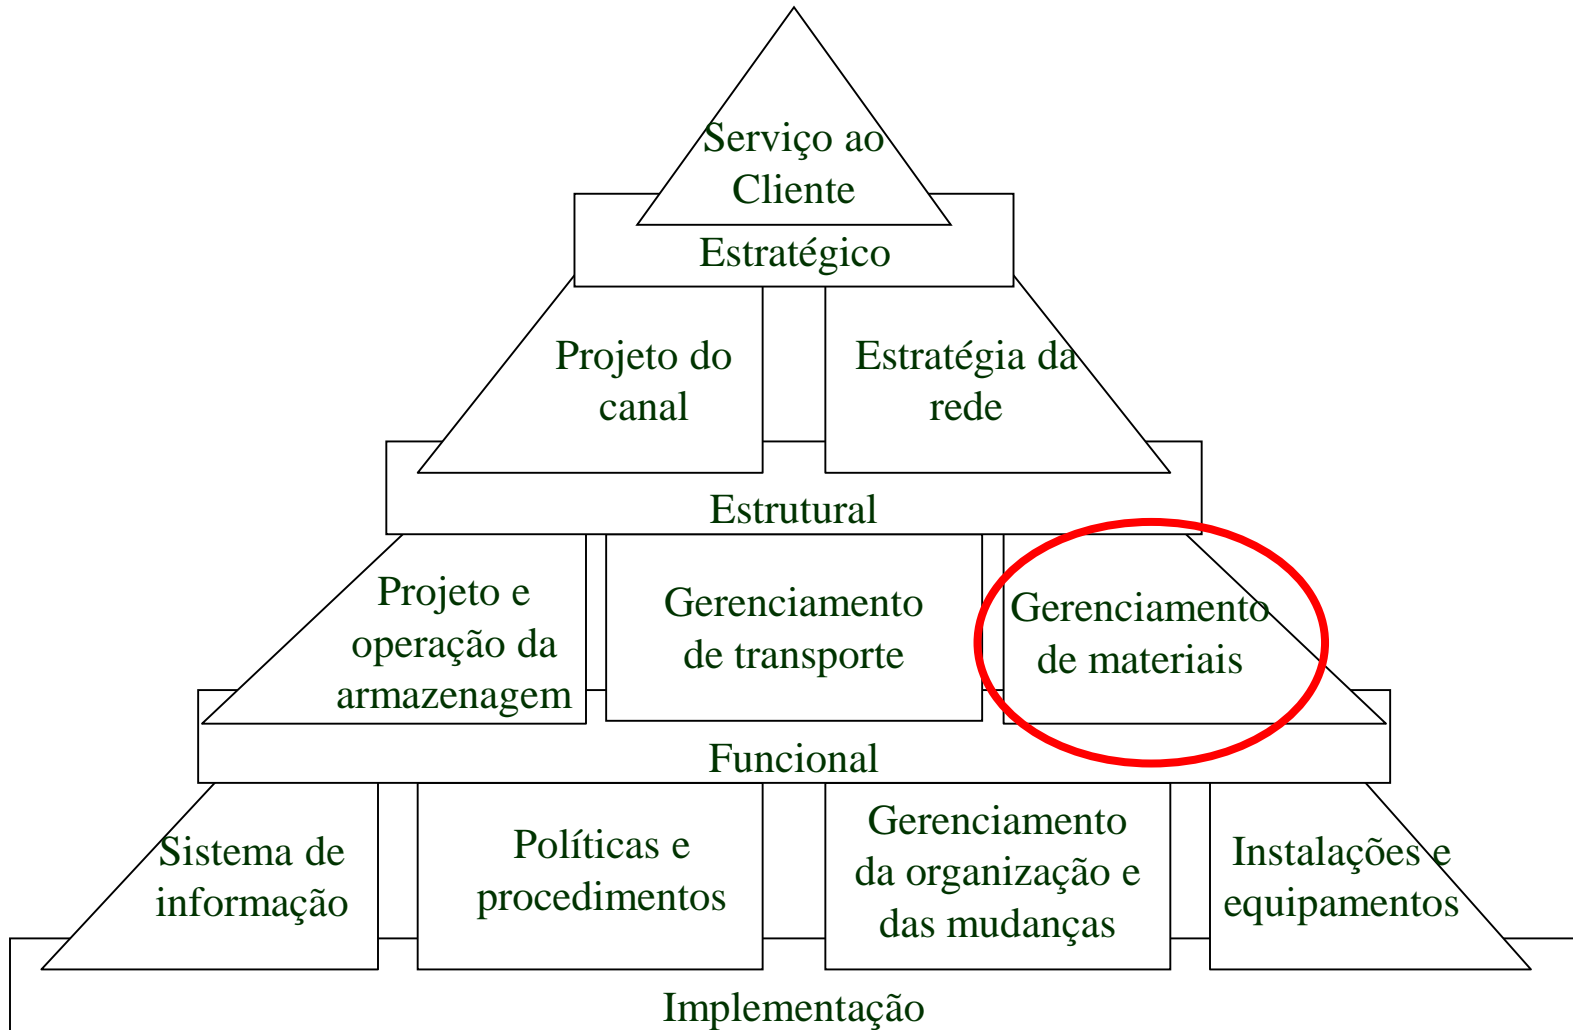 Serviço ao
Cliente
Estratégico
Projeto do
canal
Estratégia da
rede
Estrutural
Projeto e
operação da
armazenagem
Gerenciamento
de transporte
Gerenciamento
de materiais
Funcional
Sistema de
informação
Políticas e
procedimentos
Gerenciamento
da organização e
das mudanças
Instalações e
equipamentos
Implementação